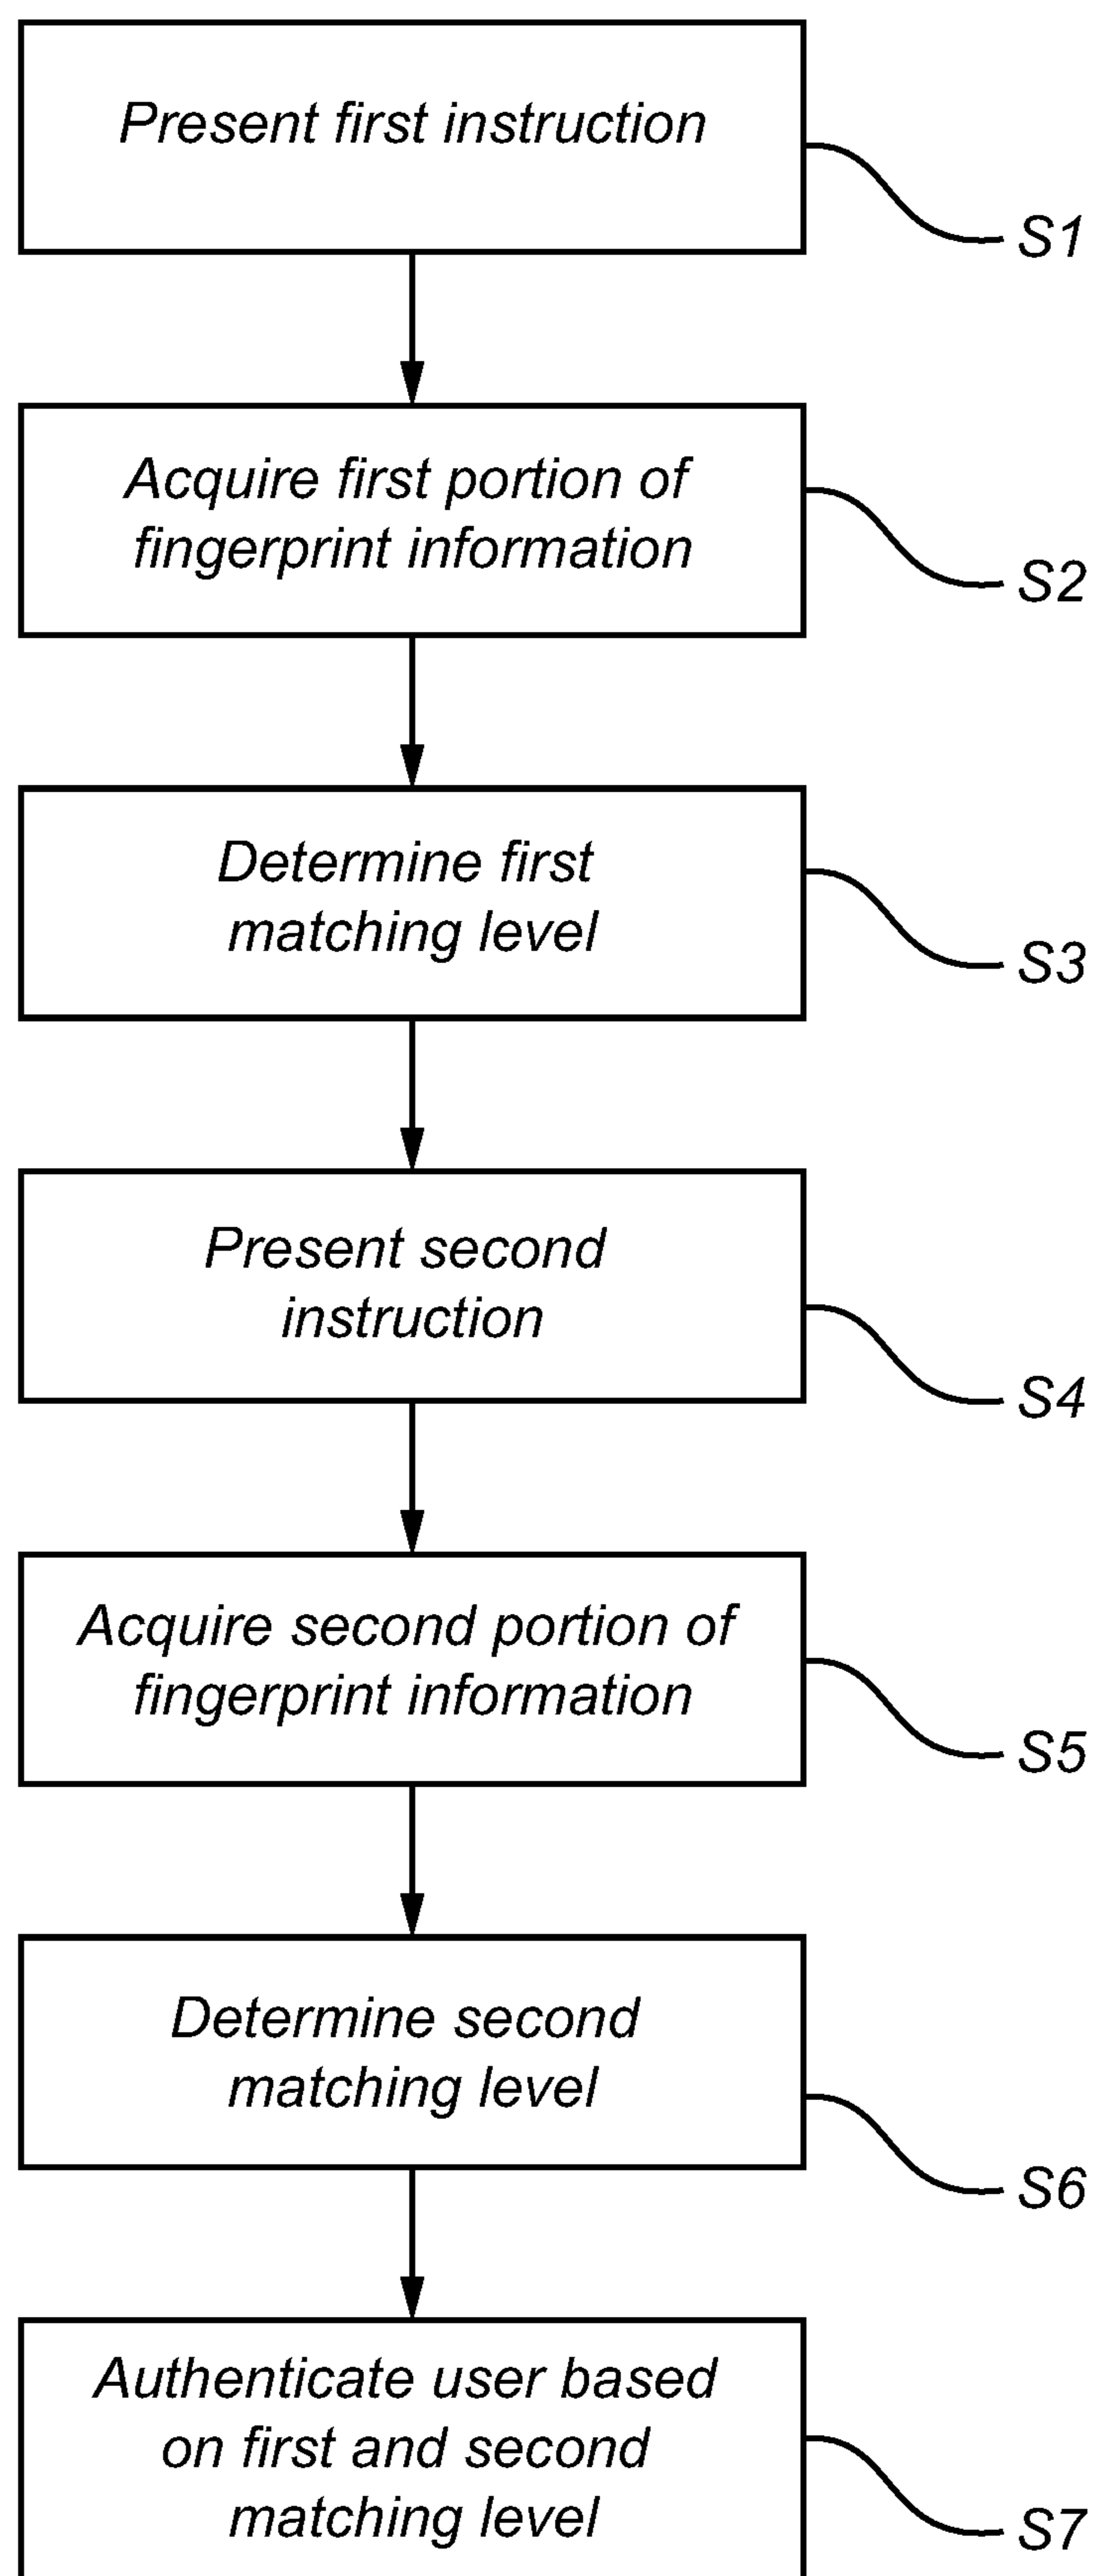 Present first instruction
S1
Acquire first portion of
fingerprint information
S2
Determine first
matching level
S3
Present second
instruction
S4
Acquire second portion of
fingerprint information
S5
Determine second
matching level
S6
Authenticate user based
on first and second
matching level
S7